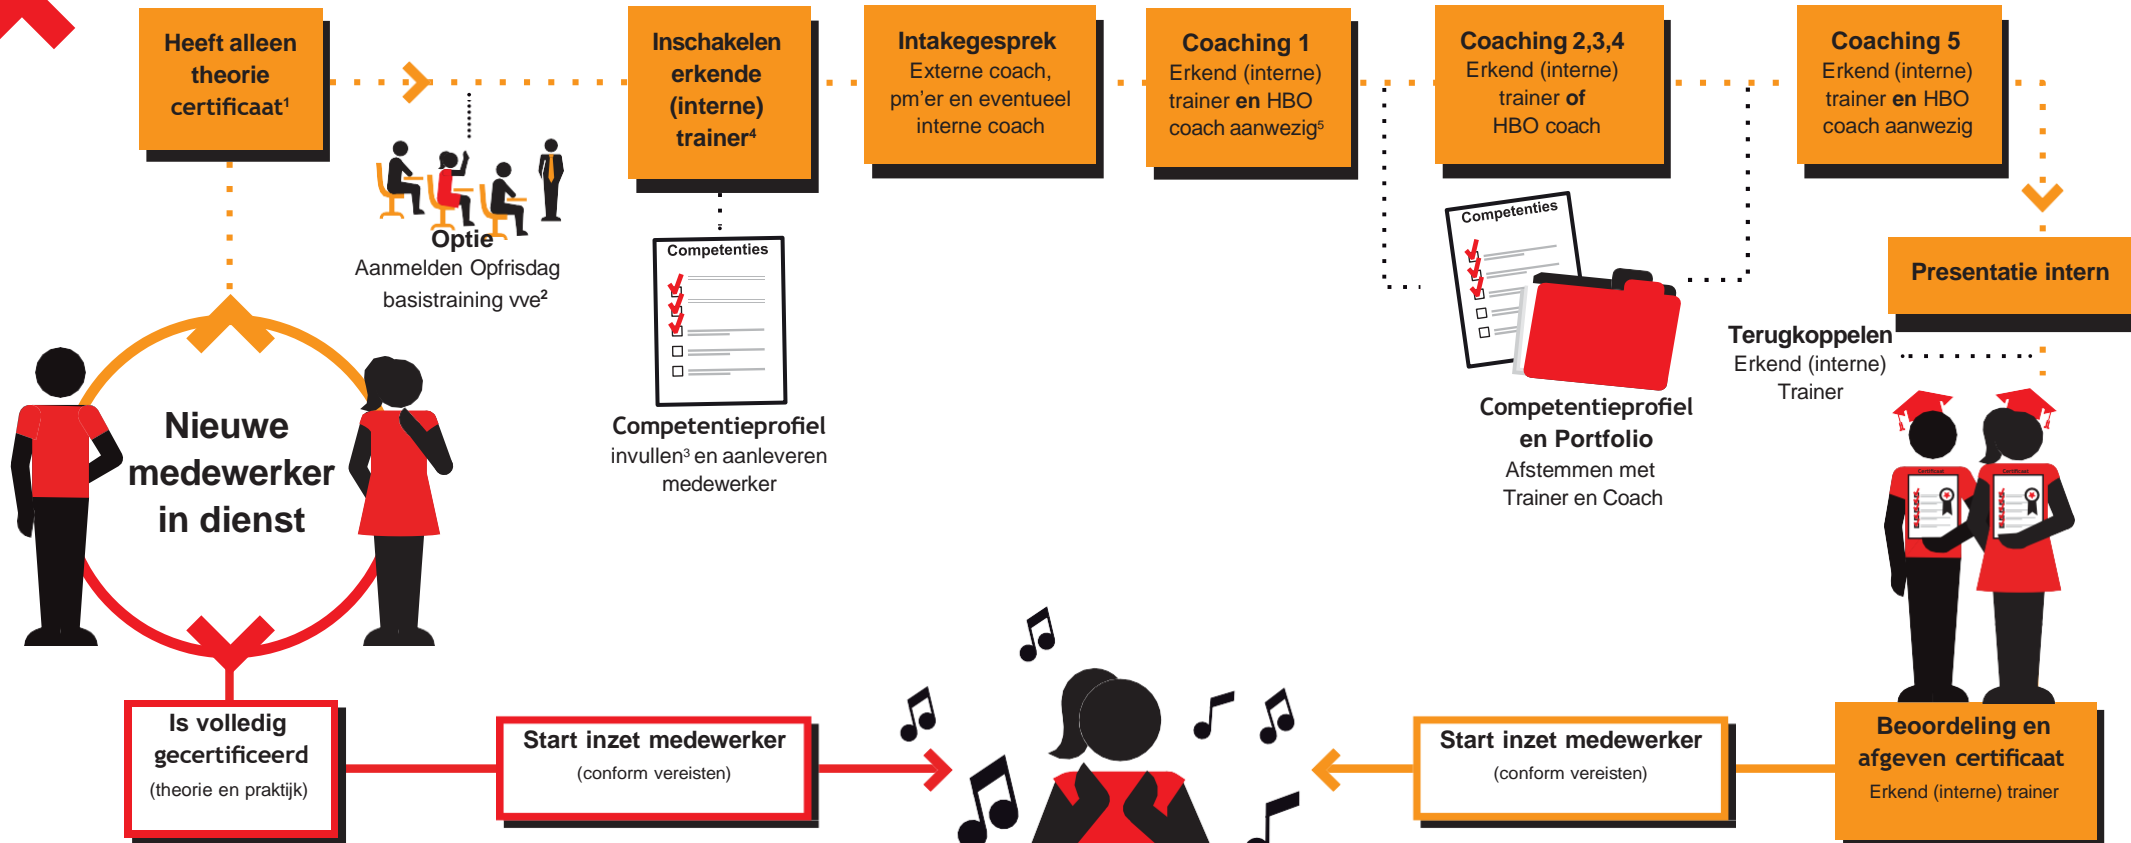 Heeft alleen
theorie
certificaat¹
Inschakelen
erkende
(interne)
trainer⁴
Intakegesprek
Externe coach,
pm'er en eventueel
interne coach
Coaching 1
Erkend (interne)
trainer en HBO
coach aanwezig⁵
Coaching 2,3,4
Erkend (interne)
trainer of
HBO coach
Coaching 5
Erkend (interne)
trainer en HBO
coach aanwezig
Optie
Aanmelden Opfrisdag
basistraining vve²
Competenties
Competentieprofiel
invullen³ en aanleveren
medewerker
Competenties
Competentieprofiel
en Portfolio
Afstemmen met
Trainer en Coach
Presentatie intern
Terugkoppelen
Erkend (interne)
Trainer
Certificaat
Certificaat
Nieuwe
medewerker
in dienst
Is volledig
gecertificeerd
(theorie en praktijk)
Start inzet medewerker
(conform vereisten)
Start inzet medewerker
(conform vereisten)
Beoordeling en
afgeven certificaat
Erkend (interne) trainer